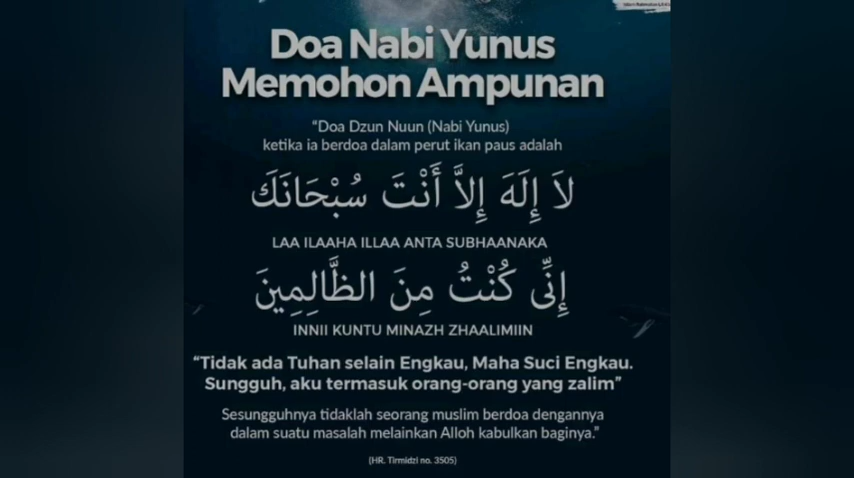 Doa Nabi Yunus
Memohon Ampunan
“Doa Dzun Nuun (Nabi Yunus)
ketika ia berdoa dalam perut ikan paus adalah
لاَ إِلَهَ إِلاَّ أَنْتَ سُبْحَانَكَ
LAA ILAAHA ILLAA ANTA SUBHAANAKA
إِنِّى كُنْتُ مِنَ الظَّالِمِينَ
INNII KUNTU MINAZH ZHAALIMIIN
“Tidak ada Tuhan selain Engkau, Maha Suci Engkau.
Sungguh, aku termasuk orang-orang yang zalim”
Sesungguhnya tidaklah seorang muslim berdoa dengannya
dalam suatu masalah melainkan Alloh kabulkan baginya.”
(HR. Tirmidzi no. 3505)